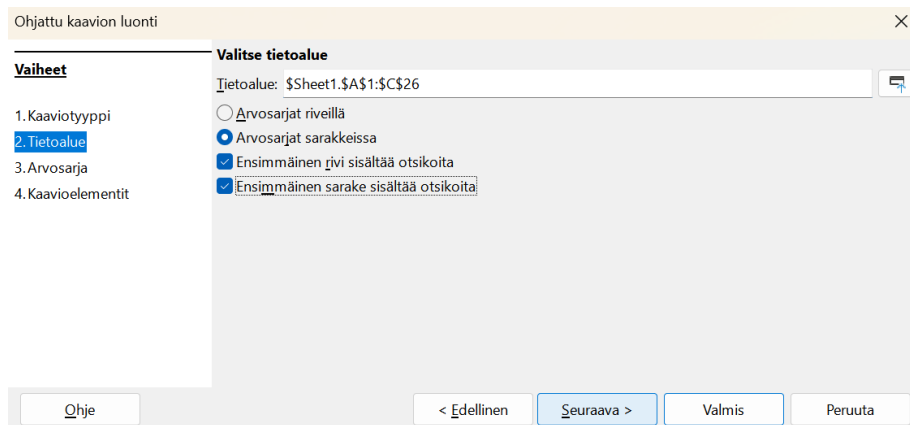 Ohjattu kaavion luonti
Vaiheet
1.Kaaviotyyppi
2.Tietoalue
3.Arvosarja
4.Kaavioelementit
Valitse tietoalue
Tietoalue: $Sheet1.$A$1:$C$26
Arvosarjat riveillä
Arvosarjat sarakkeissa
Ensimmäinen rivi sisältää otsikoita
Ensimmäinen sarake sisältää otsikoita
Ohje
< Edellinen
Seuraava >
Valmis
Peruuta